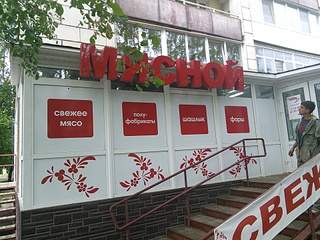 МЯСНОЙ
свежее
мясо
полу-
фабрикаты
шашлык
фарш
СВЕЖ